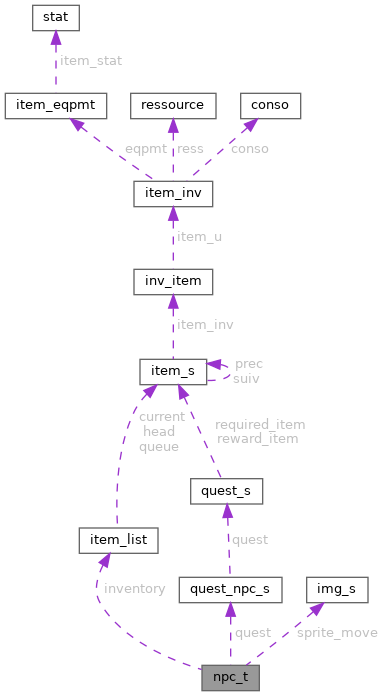 stat
item_stat
item_eqpmt
ressource
conso
eqpmt
ress
conso
item_inv
item_u
inv_item
item_inv
item_s
prec
suiv
current
head
queue
required_item
reward_item
quest_s
item_list
quest
inventory
quest_npc_s
img_s
quest
sprite_move
npc_t